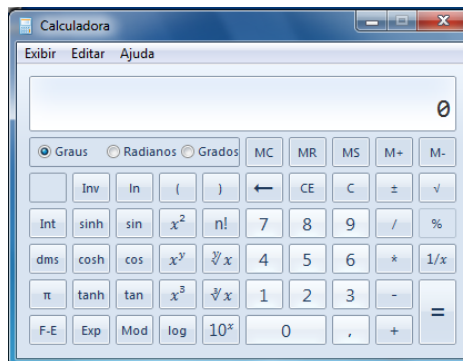 Calculadora
Exibir Editar Ajuda
0
Graus Radianos Grados MC MR MS M+ M-
Inv ln ( ) ← CE C ± √
Int sinh sin x² n! 7 8 9 / %
dms cosh cos xʸ ʸ√x 4 5 6 * 1/x
π tanh tan x³ ³√x 1 2 3 - =
F-E Exp Mod log 10ˣ 0 , +